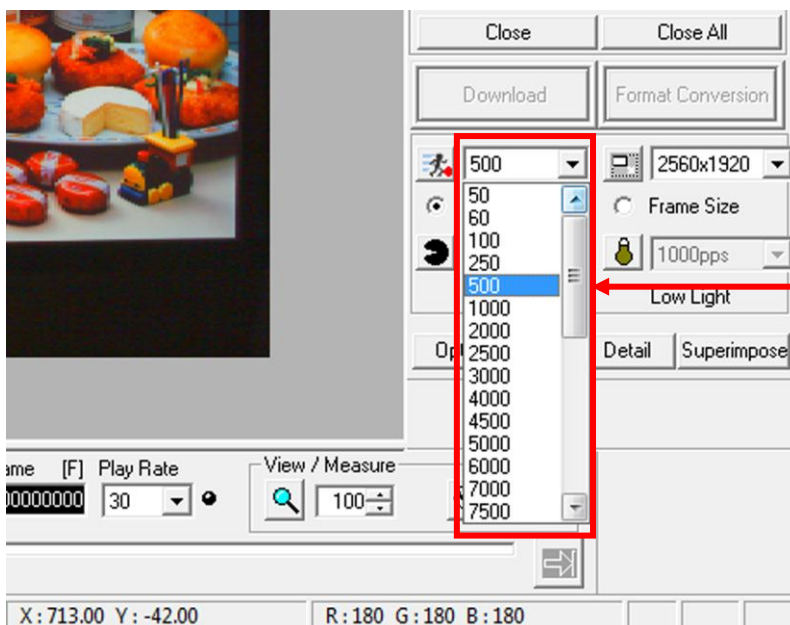 Close
Close All
Download
Format Conversion
500
2560x1920
50
60
100
250
500
1000
2000
2500
3000
4000
4500
5000
6000
7000
7500
Frame Size
1000pps
Low Light
Detail
Superimpose
[F]
Play Rate
View / Measure
30
100
X:713.00 Y:-42.00
R:180 G:180 B:180